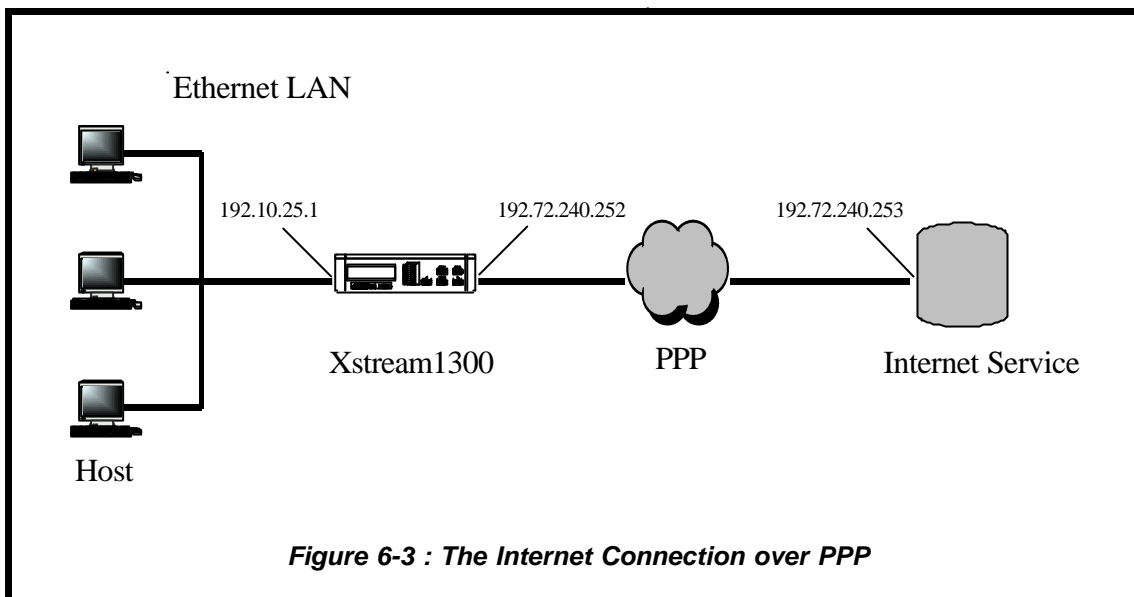 Ethernet LAN
192.10.25.1
192.72.240.252
192.72.240.253
Xstream1300
PPP
Internet Service
Host
Figure 6-3 : The Internet Connection over PPP